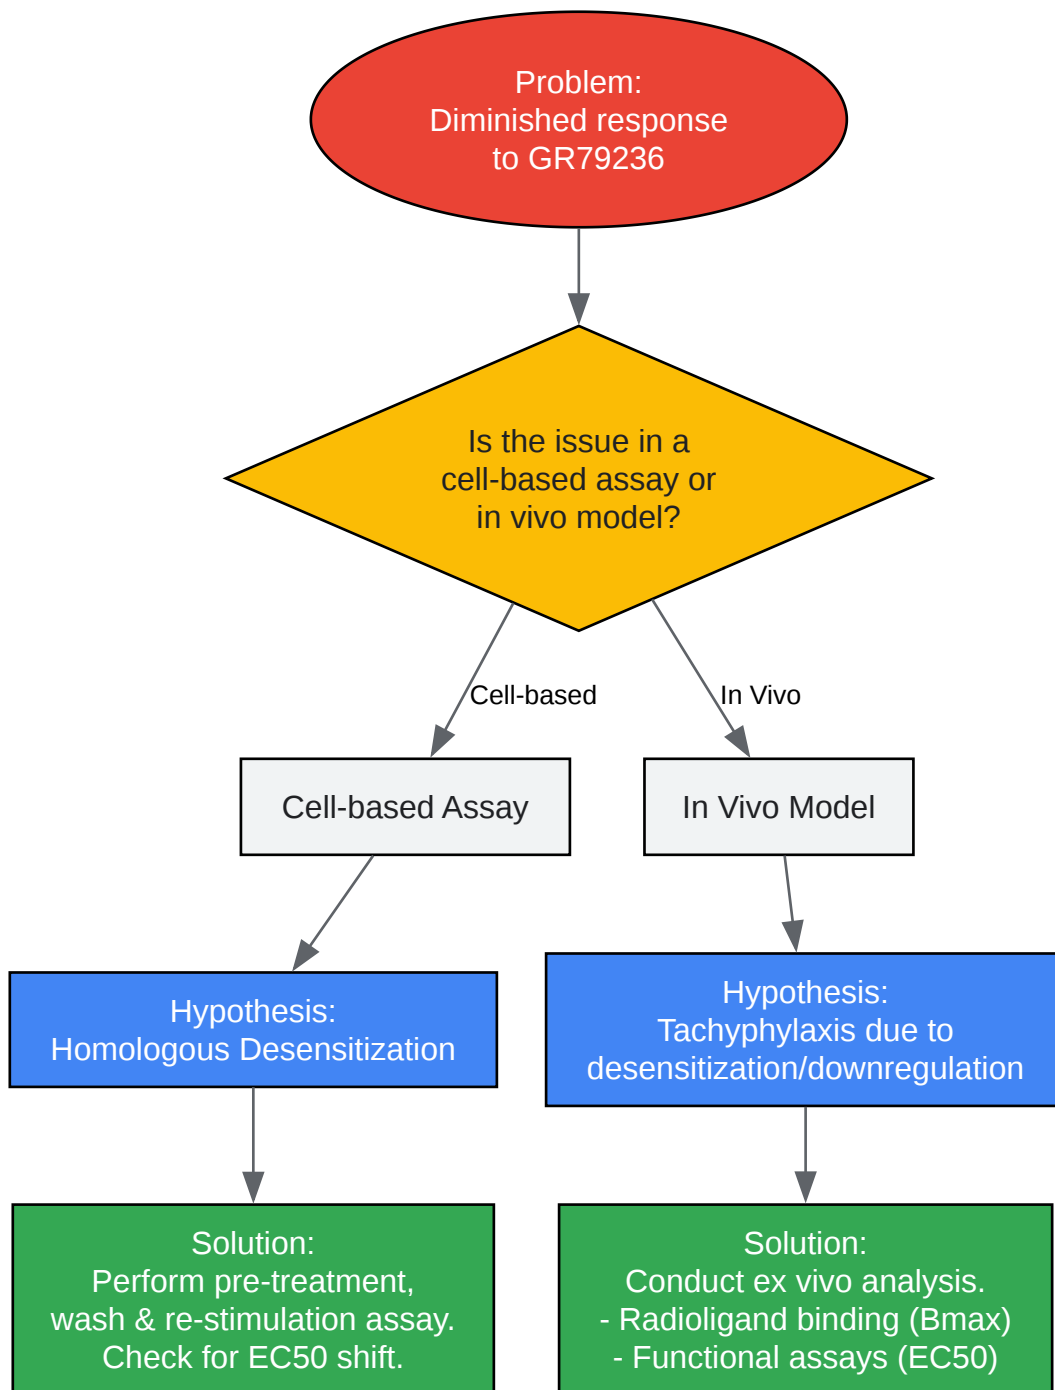 Problem:
Diminished response
to GR79236
Is the issue in a
cell-based assay or
in vivo model?
Cell-based
In Vivo
Cell-based Assay
In Vivo Model
Hypothesis:
Homologous Desensitization
Hypothesis:
Tachyphylaxis due to
desensitization/downregulation
Solution:
Perform pre-treatment,
wash & re-stimulation assay.
Check for EC50 shift.
Solution:
Conduct ex vivo analysis.
- Radioligand binding (Bmax)
- Functional assays (EC50)